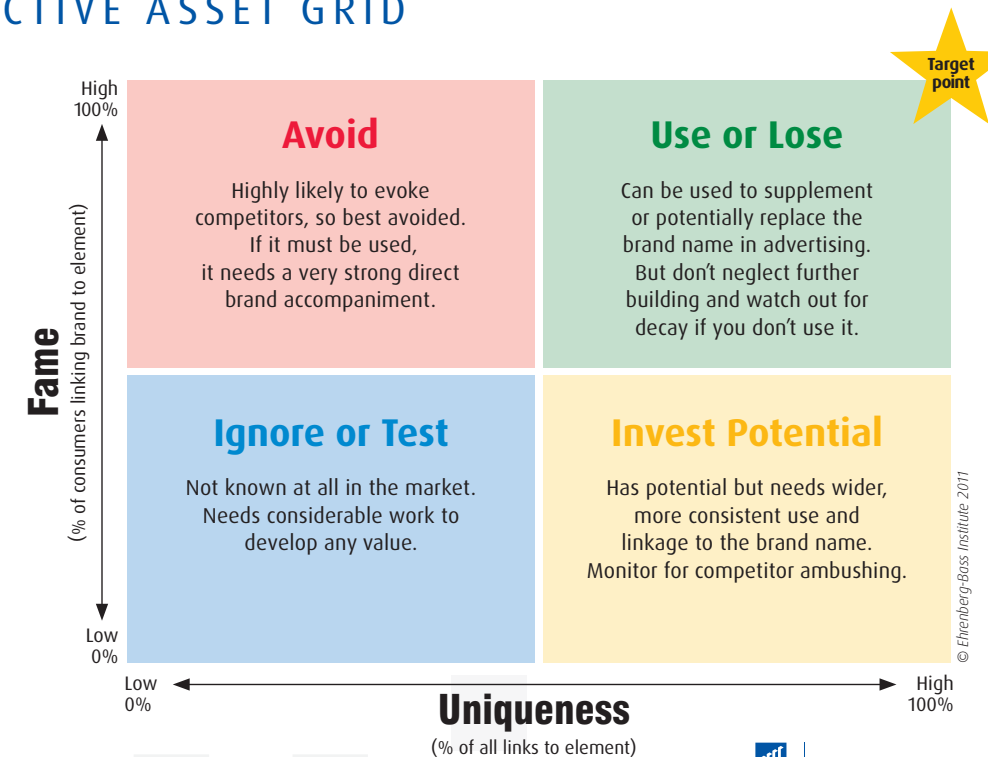 CTIVE ASSET GRID
Target
point
High
100%
Avoid
Highly likely to evoke
competitors, so best avoided.
If it must be used,
it needs a very strong direct
brand accompaniment.
Use or Lose
Can be used to supplement
or potentially replace the
brand name in advertising.
But don’t neglect further
building and watch out for
decay if you don’t use it.
Fame
(% of consumers linking brand to element)
Ignore or Test
Not known at all in the market.
Needs considerable work to
develop any value.
Invest Potential
Has potential but needs wider,
more consistent use and
linkage to the brand name.
Monitor for competitor ambushing.
© Ehrenberg-Bass Institute 2011
Low
0%
Low
0%
High
100%
Uniqueness
(% of all links to element)